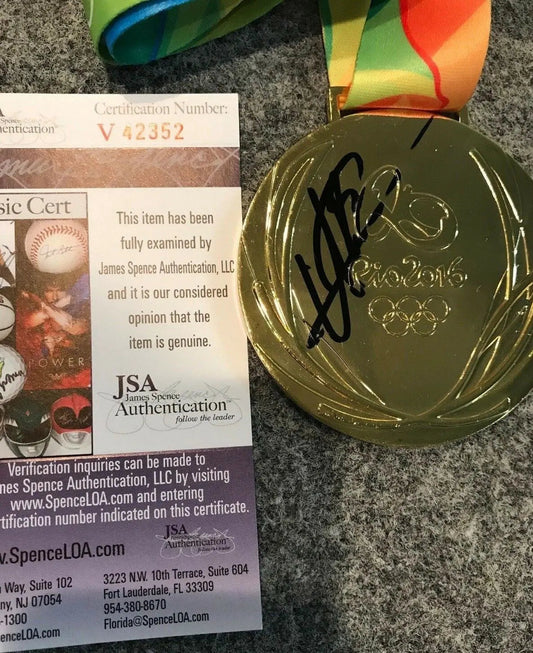 JSA
James Spence
Authentication
Certification Number:
V 42352
sic Cert
POWER
This item has been
fully examined by
James Spence Authentication, LLC
and it is our considered
opinion that the
item is genuine.
JSA
James Spence
Authentication
follow the leader
Verification inquiries can be made to
mes Spence Authentication, LLC by visiting
www.SpenceLOA.com and entering
rtification number indicated on this certificate.
JSA
Authentication
w.SpenceLOA.com
Way, Suite 102
ny, NJ 07054
-1300
enceLOA.com
3223 N.W. 10th Terrace, Suite 604
Fort Lauderdale, FL 33309
954-380-8670
Florida@SpenceLOA.com
Rio2016